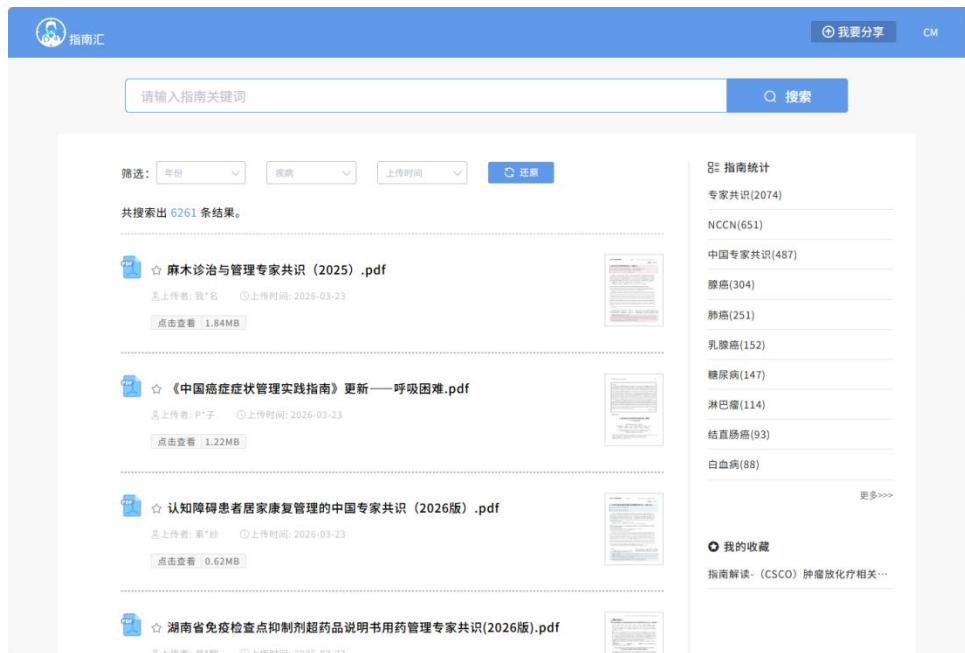 指南汇
我要分享
CM
请输入指南关键词
搜索
筛选:
年份
疾病
上传时间
还原
共搜索出 6261 条结果。
麻木诊治与管理专家共识（2025）.pdf
上传者: 我*名 上传时间: 2026-03-23
点击查看 1.84MB
《中国癌症症状管理实践指南》更新——呼吸困难.pdf
上传者: P*子 上传时间: 2026-03-23
点击查看 1.22MB
认知障碍患者居家康复管理的中国专家共识（2026版）.pdf
上传者: 素*纱 上传时间: 2026-03-23
点击查看 0.62MB
湖南省免疫检查点抑制剂超药品说明书用药管理专家共识(2026版).pdf
指南统计
专家共识(2074)
NCCN(651)
中国专家共识(487)
腺癌(304)
肺癌(251)
乳腺癌(152)
糖尿病(147)
淋巴瘤(114)
结直肠癌(93)
白血病(88)
更多>>>
我的收藏
指南解读-（CSCO）肿瘤放化疗相关…